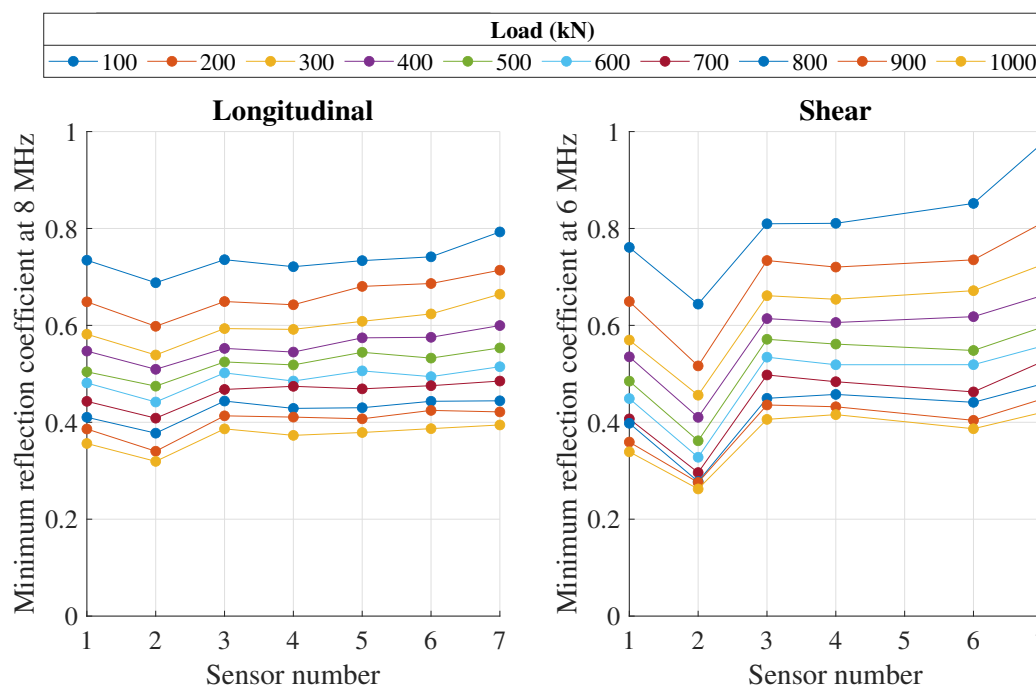 Load (kN)
100 200 300 400 500 600 700 800 900 1000
Longitudinal
Shear
Minimum reflection coefficient at 8 MHz
1
0.8
0.6
0.4
0.2
0
1 2 3 4 5 6 7
Sensor number
Minimum reflection coefficient at 6 MHz
1
0.8
0.6
0.4
0.2
0
1 2 3 4 5 6
Sensor number